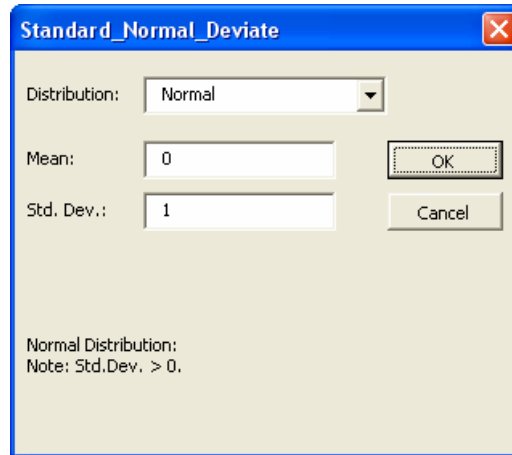 Standard_Normal_Deviate
Distribution: Normal
Mean: 0 OK
Std. Dev.: 1 Cancel
Normal Distribution:
Note: Std.Dev. > 0.